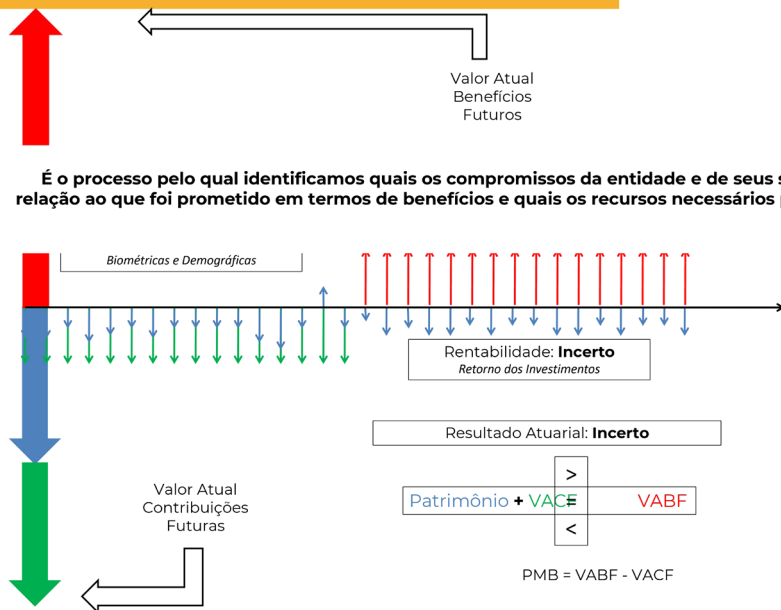 Valor Atual
Benefícios
Futuros
É o processo pelo qual identificamos quais os compromissos da entidade e de seus
relação ao que foi prometido em termos de benefícios e quais os recursos necessários
Biométricas e Demográficas
Rentabilidade: Incerto
Retorno dos Investimentos
Resultado Atuarial: Incerto
>
Patrimônio + VACF = VABF
<
Valor Atual
Contribuições
Futuras
PMB = VABF - VACF